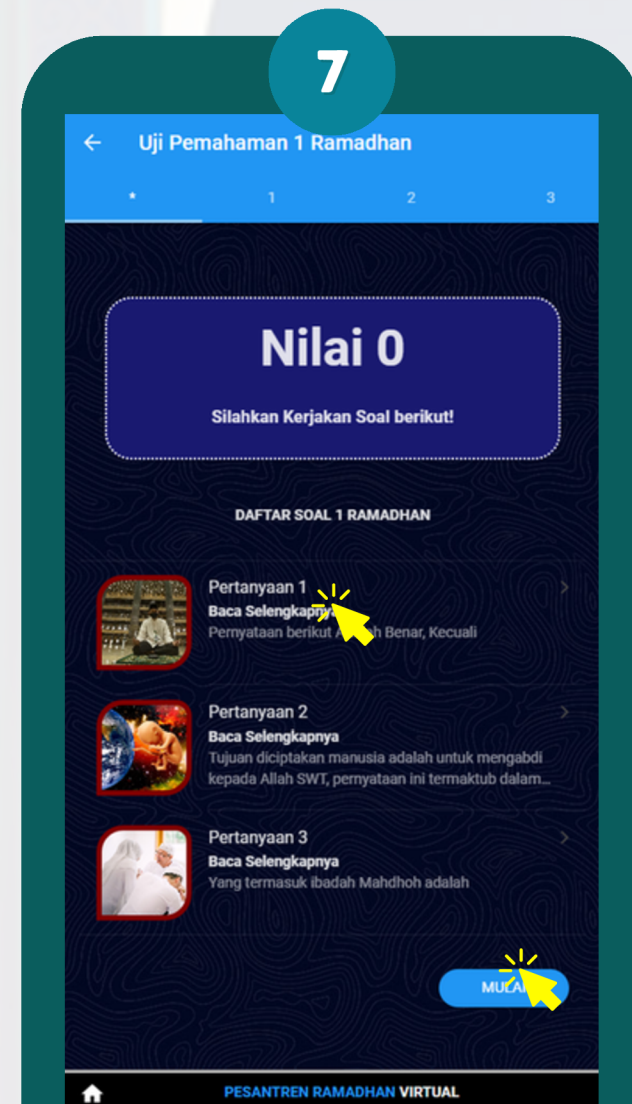 7
Uji Pemahaman 1 Ramadhan
* 1 2 3
Nilai 0
Silahkan Kerjakan Soal berikut!
DAFTAR SOAL 1 RAMADHAN
Pertanyaan 1
Baca Selengkapnya
Pernyataan berikut Benar, Kecuali
Pertanyaan 2
Baca Selengkapnya
Tujuan diciptakan manusia adalah untuk mengabdi
kepada Allah SWT, pernyataan ini termaktub dalam...
Pertanyaan 3
Baca Selengkapnya
Yang termasuk ibadah Mahdhoh adalah
MULAI
PESANTREN RAMADHAN VIRTUAL